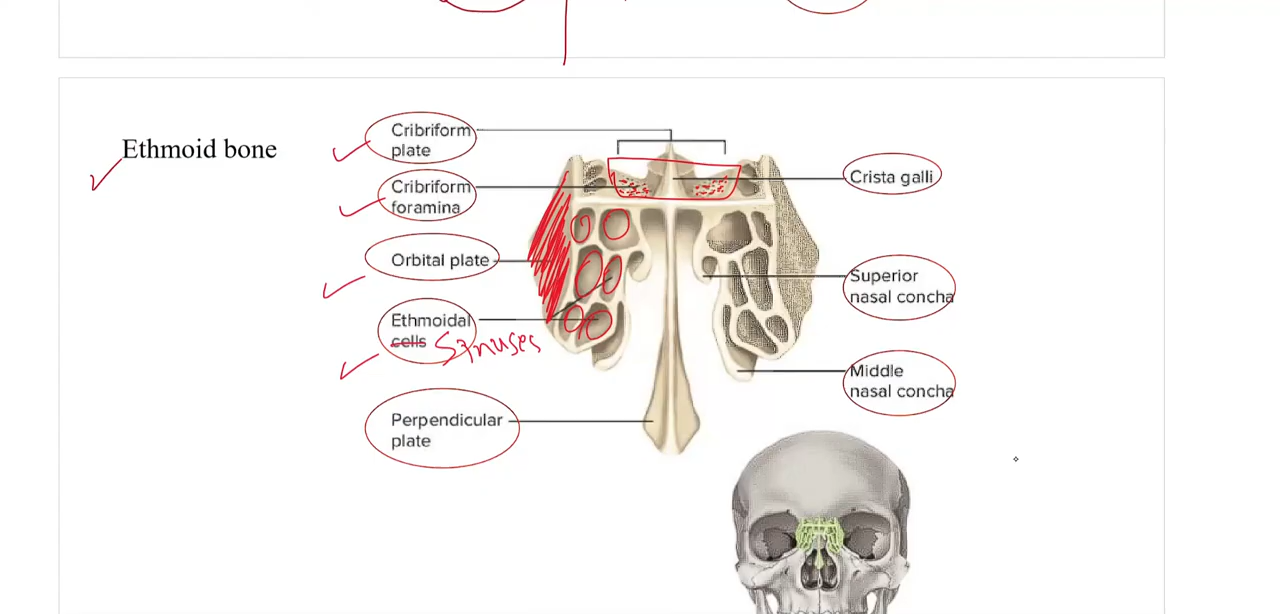 Ethmoid bone
Cribriform
plate
Cribriform
foramina
Orbital plate
Ethmoidal
cells Sinuses
Perpendicular
plate
Crista galli
Superior
nasal concha
Middle
nasal concha